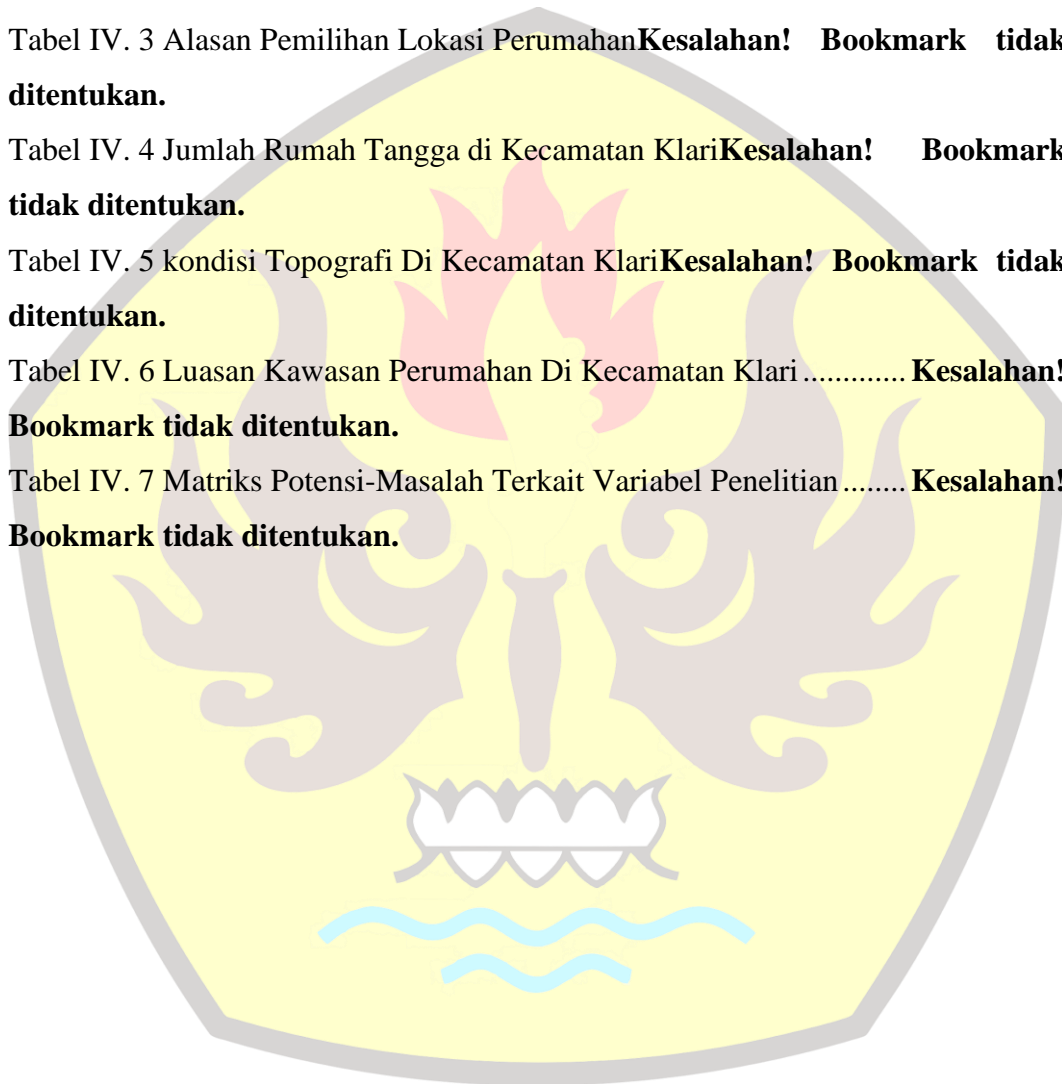 Tabel IV. 3 Alasan Pemilihan Lokasi PerumahanKesalahan! Bookmark tidak
ditentukan.
Tabel IV. 4 Jumlah Rumah Tangga di Kecamatan KlariKesalahan! Bookmark
tidak ditentukan.
Tabel IV. 5 kondisi Topografi Di Kecamatan KlariKesalahan! Bookmark tidak
ditentukan.
Tabel IV. 6 Luasan Kawasan Perumahan Di Kecamatan Klari ............. Kesalahan!
Bookmark tidak ditentukan.
Tabel IV. 7 Matriks Potensi-Masalah Terkait Variabel Penelitian ........ Kesalahan!
Bookmark tidak ditentukan.